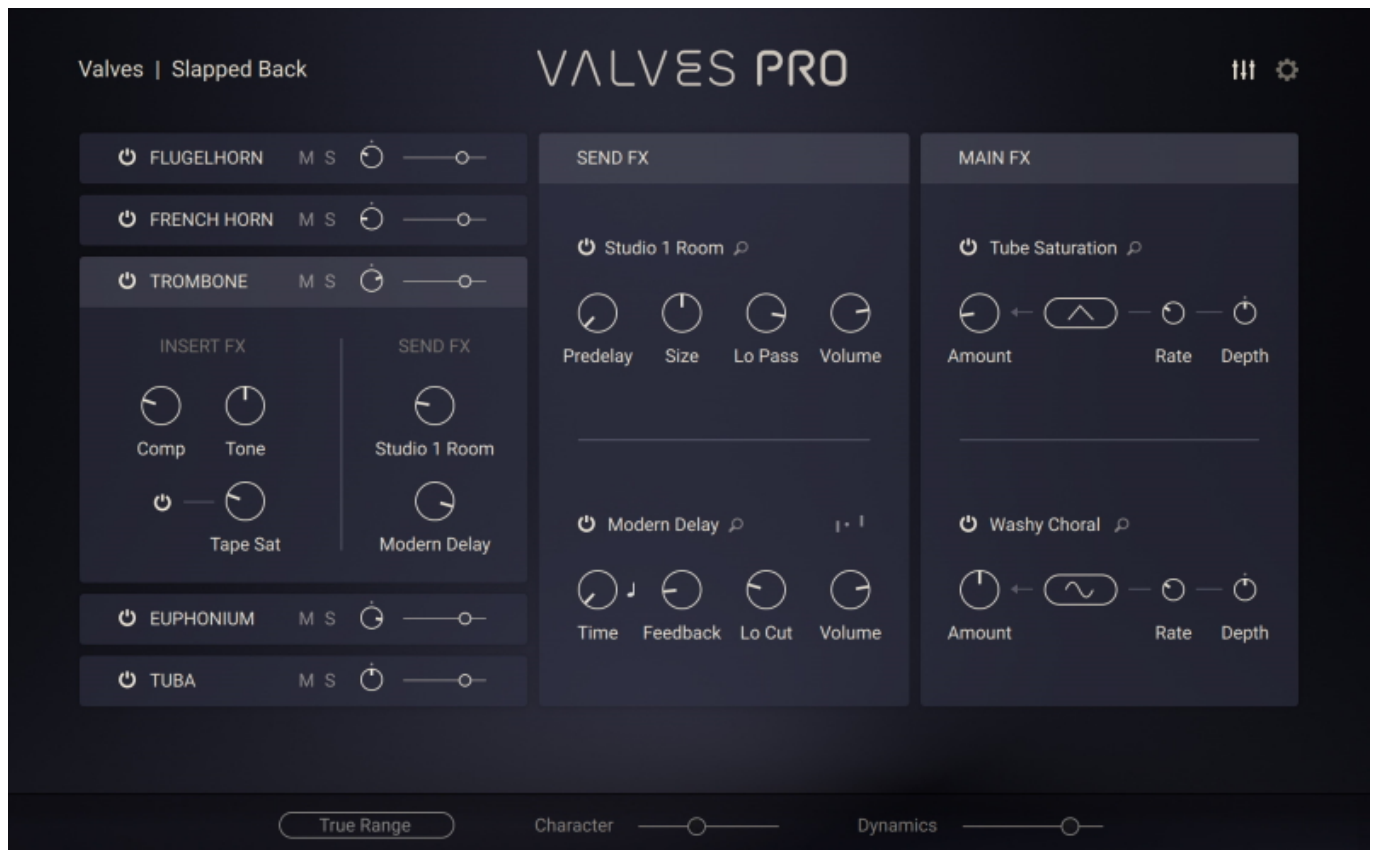 Valves | Slapped Back
VALVES PRO
FLUGELHORN M S
FRENCH HORN M S
TROMBONE M S
INSERT FX
SEND FX
Comp
Tone
Studio 1 Room
Tape Sat
Modern Delay
EUPHONIUM M S
TUBA M S
SEND FX
Studio 1 Room
Predelay
Size
Lo Pass
Volume
Modern Delay
Time
Feedback
Lo Cut
Volume
MAIN FX
Tube Saturation
Amount
Rate
Depth
Washy Choral
Amount
Rate
Depth
True Range
Character
Dynamics